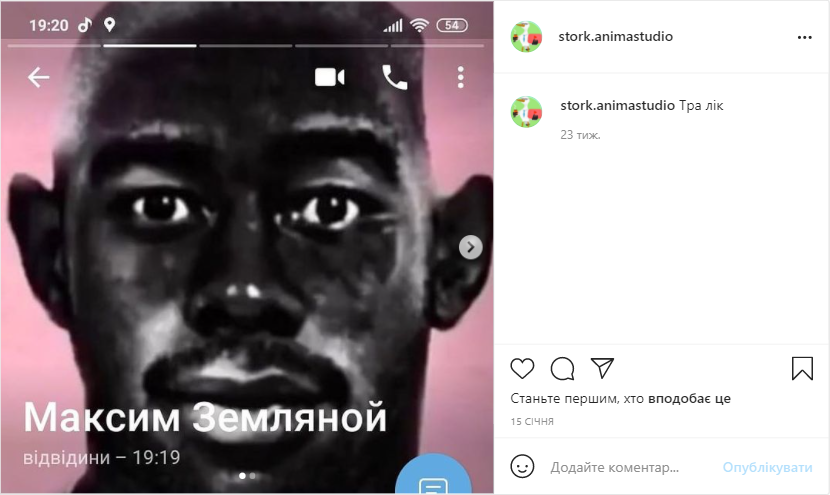 19:20
54
Максим Земляной
відвідини – 19:19
stork.animastudio
stork.animastudio Тра лік
23 тиж.
Станьте першим, хто вподобає це
15 СІЧНЯ
Додайте коментар...
Опублікувати